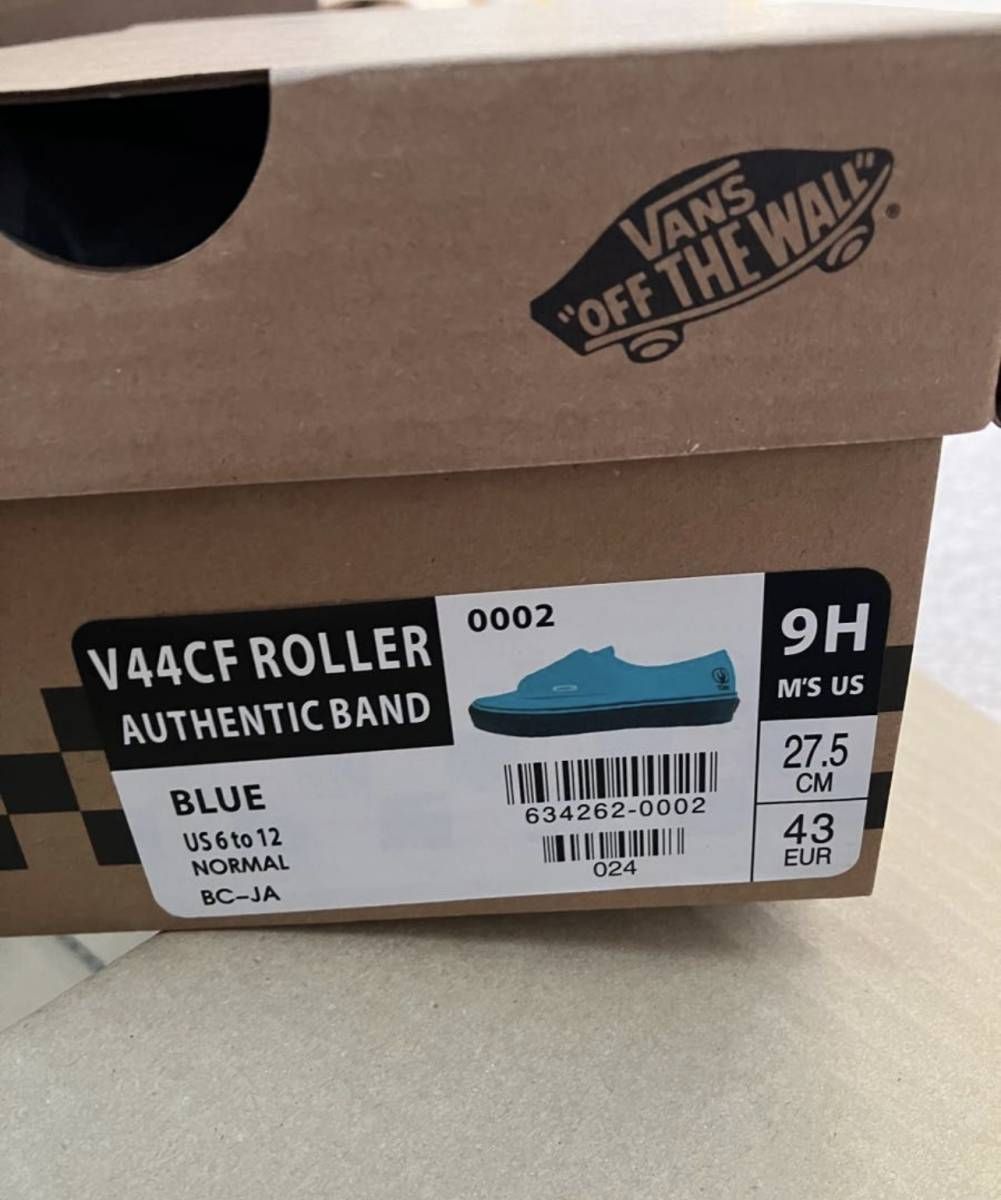 VANS
"OFF THE WALL"
®
V44CF ROLLER
AUTHENTIC BAND
0002
9H
M'S US
27.5
CM
43
EUR
BLUE
US 6 to 12
NORMAL
BC-JA
634262-0002
024